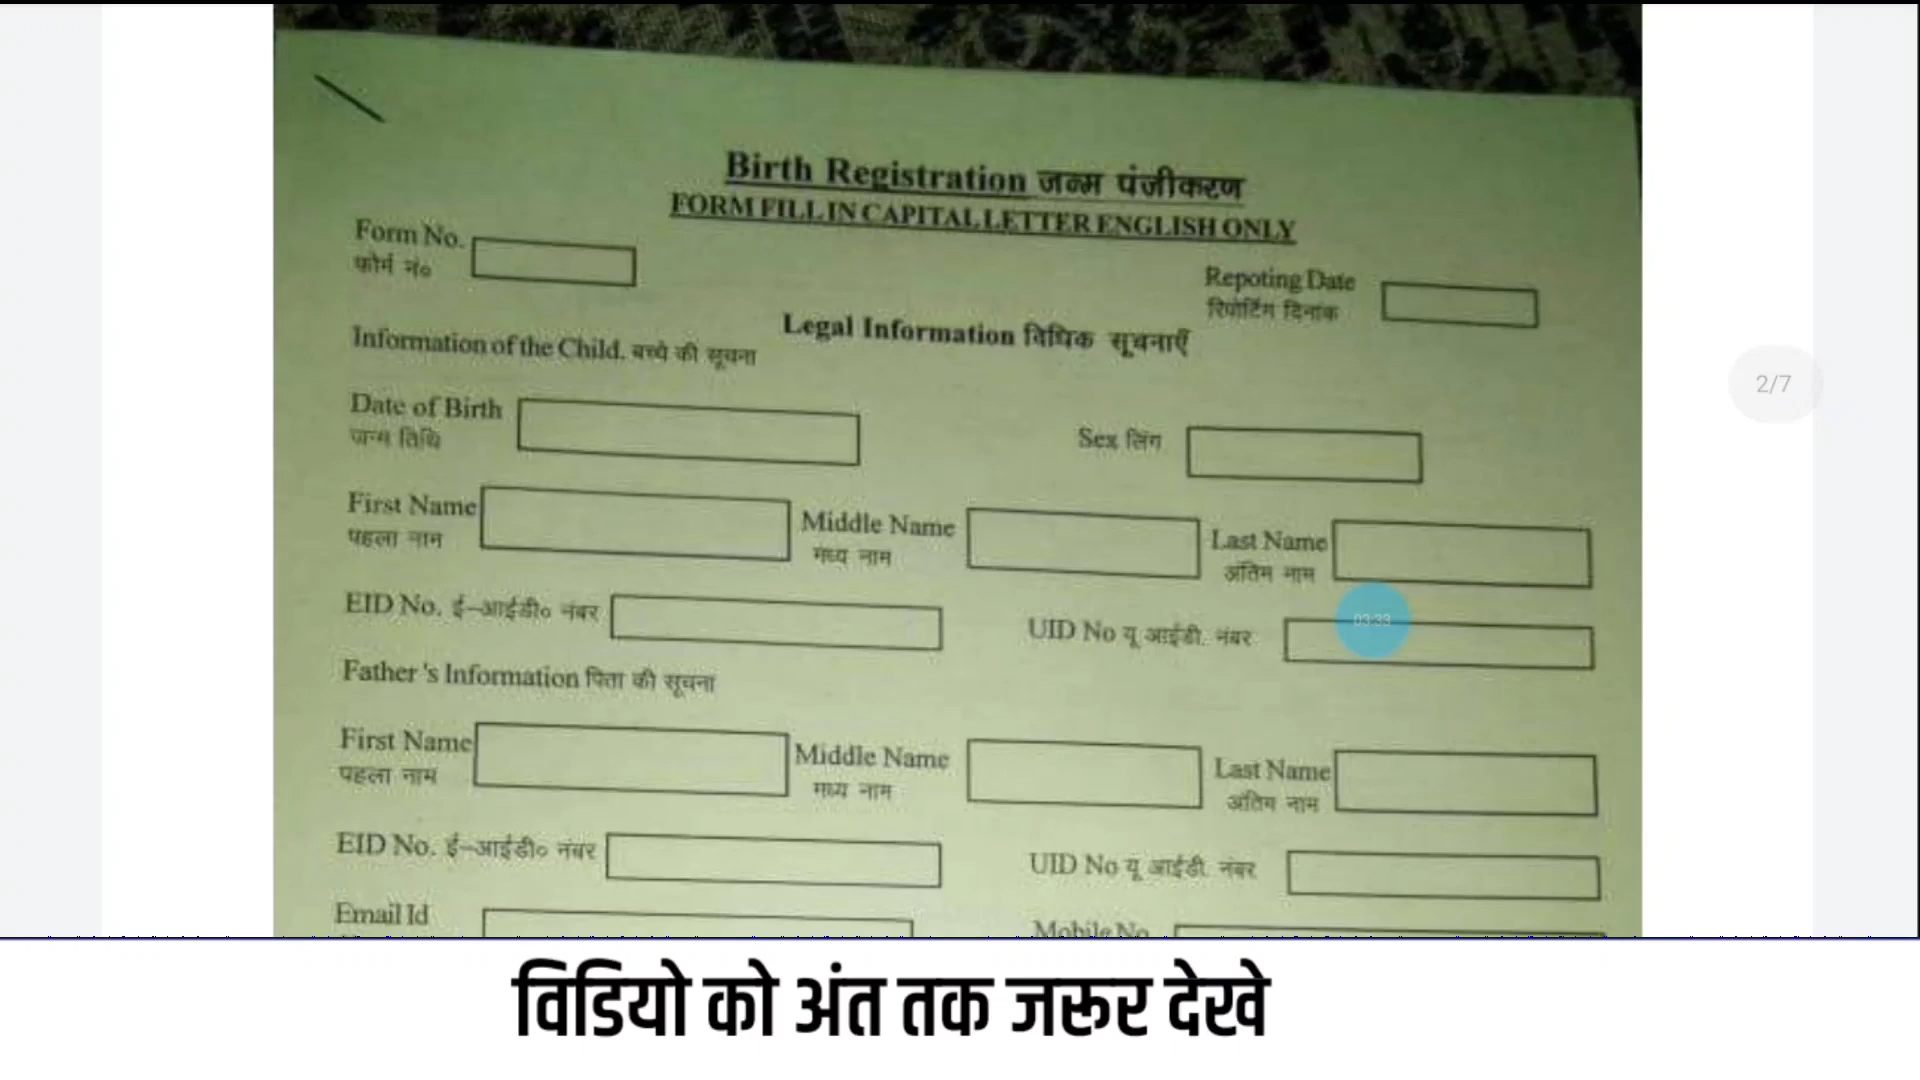 Birth Registration जन्म पंजीकरण
FORM FILL IN CAPITAL LETTER ENGLISH ONLY
Form No.
फोर्म नं०
Repoting Date
रिपोर्टिंग दिनांक
Legal Information विधिक सूचनाएँ
Information of the Child. बच्चे की सूचना
Date of Birth
जन्म तिथि
Sex लिंग
2/7
First Name Middle Name Last Name
पहला नाम मध्य नाम अंतिम नाम
EID No. ई-आईडी० नंबर UID No यू आईडी. नंबर
03:33
Father's Information पिता की सूचना
First Name Middle Name Last Name
पहला नाम मध्य नाम अंतिम नाम
EID No. ई-आईडी० नंबर UID No यू आईडी. नंबर
Email Id Mobile No
विडियो को अंत तक जरूर देखे